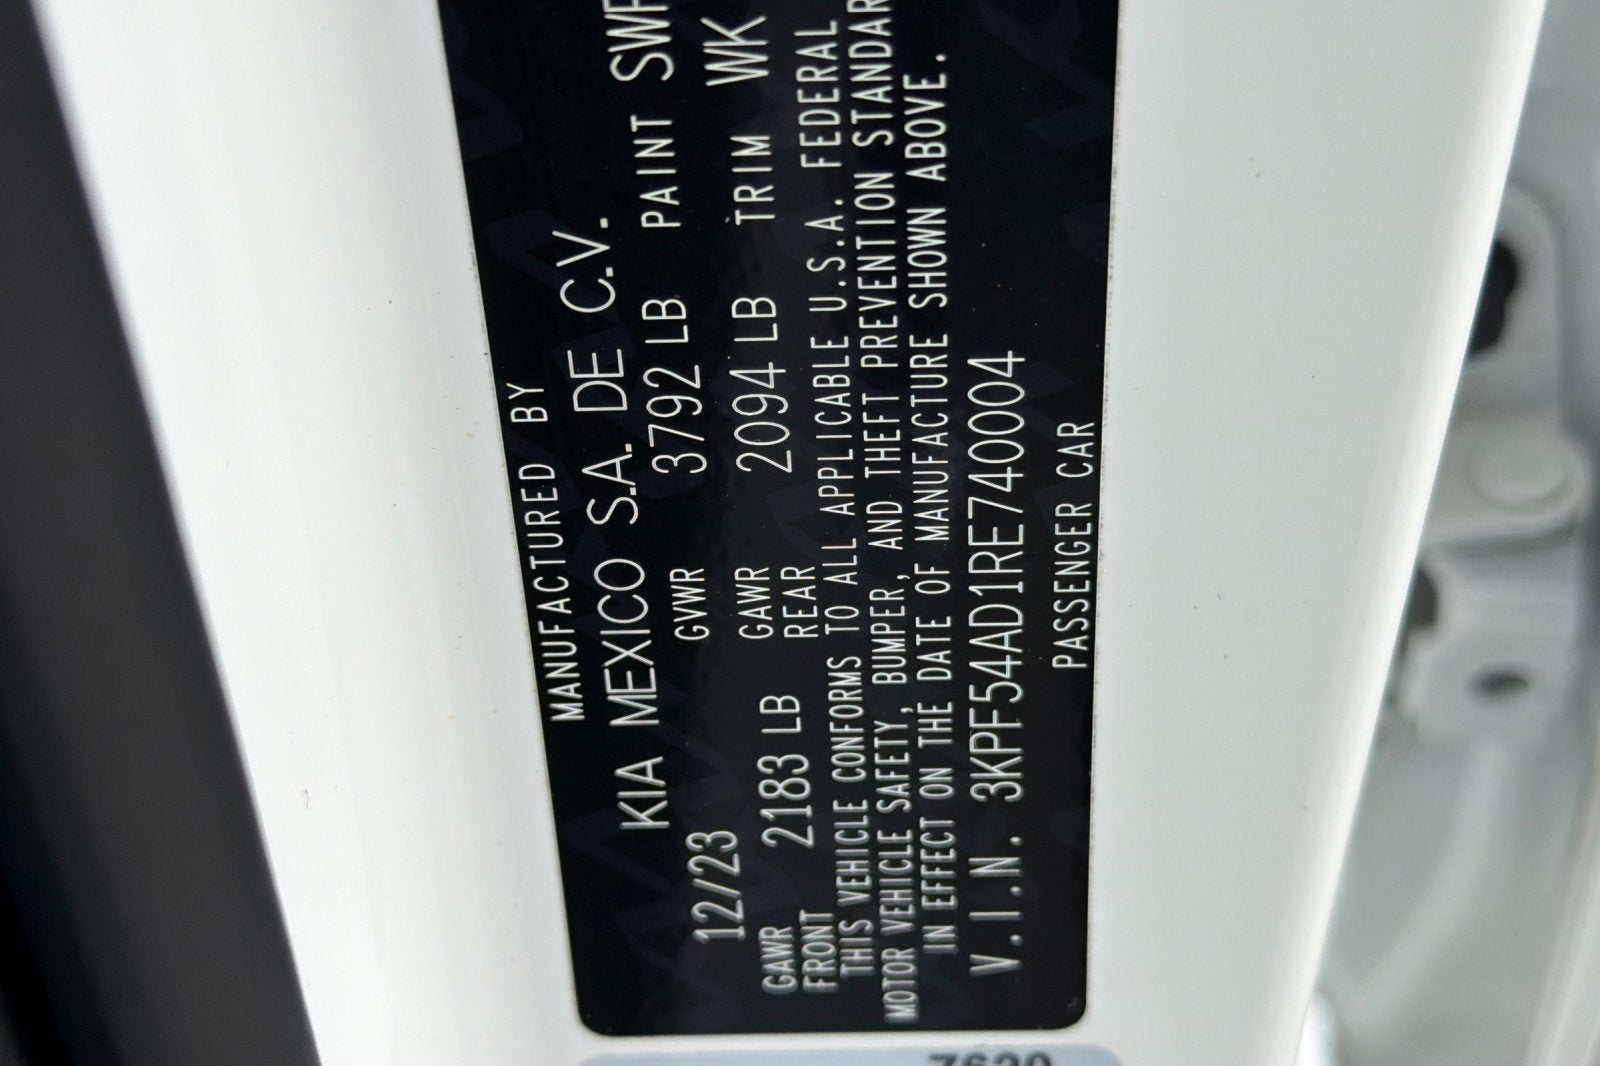 MANUFACTURED BY
KIA MEXICO S.A. DE C.V.
12/23 GVWR 3792 LB PAINT SWP
GAWR FRONT 2183 LB GAWR REAR 2094 LB TRIM WK
THIS VEHICLE CONFORMS TO ALL APPLICABLE U.S.A. FEDERAL
MOTOR VEHICLE SAFETY, BUMPER, AND THEFT PREVENTION STANDAR
IN EFFECT ON THE DATE OF MANUFACTURE SHOWN ABOVE.
V.I.N. 3KPF54AD1RE740004
PASSENGER CAR